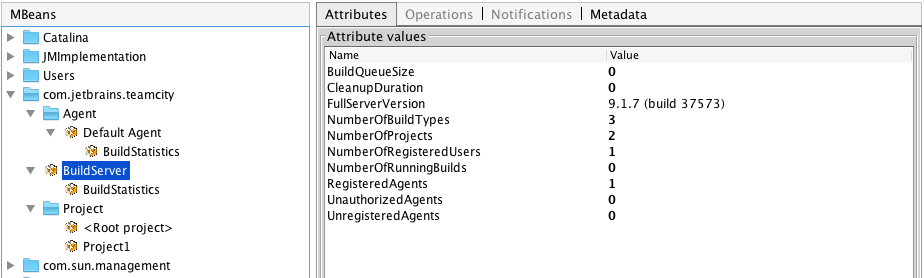 MBeans
Catalina
JMImplementation
Users
com.jetbrains.teamcity
Agent
Default Agent
BuildStatistics
BuildServer
BuildStatistics
Project
<Root project>
Project1
com.sun.management
Attributes Operations Notifications Metadata
Attribute values
Name Value
BuildQueueSize 0
CleanupDuration 0
FullServerVersion 9.1.7 (build 37573)
NumberOfBuildTypes 3
NumberOfProjects 2
NumberOfRegisteredUsers 1
NumberOfRunningBuilds 0
RegisteredAgents 1
UnauthorizedAgents 0
UnregisteredAgents 0